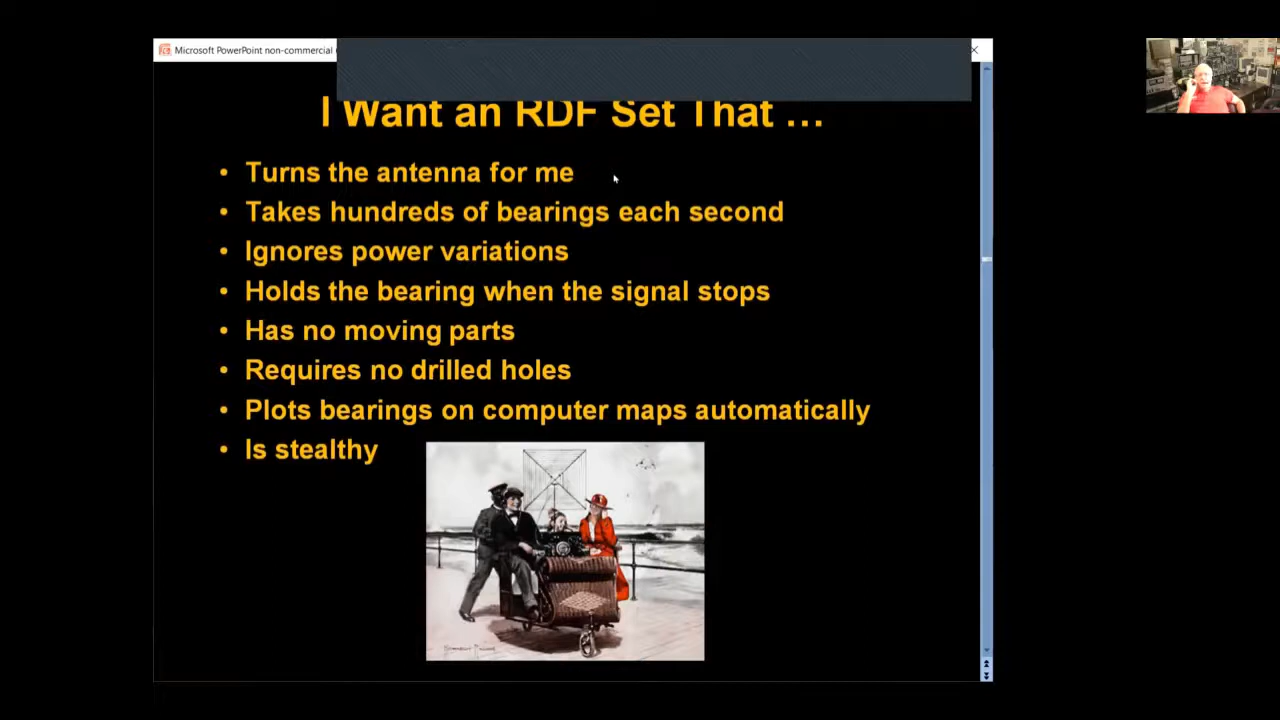 Microsoft PowerPoint non-commercial
I Want an RDF Set That ...
• Turns the antenna for me
• Takes hundreds of bearings each second
• Ignores power variations
• Holds the bearing when the signal stops
• Has no moving parts
• Requires no drilled holes
• Plots bearings on computer maps automatically
• Is stealthy